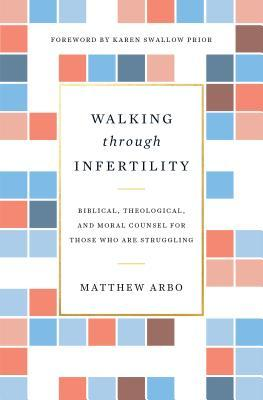 FOREWORD BY KAREN SWALLOW PRIOR
WALKING
through
INFERTILITY
BIBLICAL, THEOLOGICAL,
AND MORAL COUNSEL FOR
THOSE WHO ARE STRUGGLING
MATTHEW ARBO